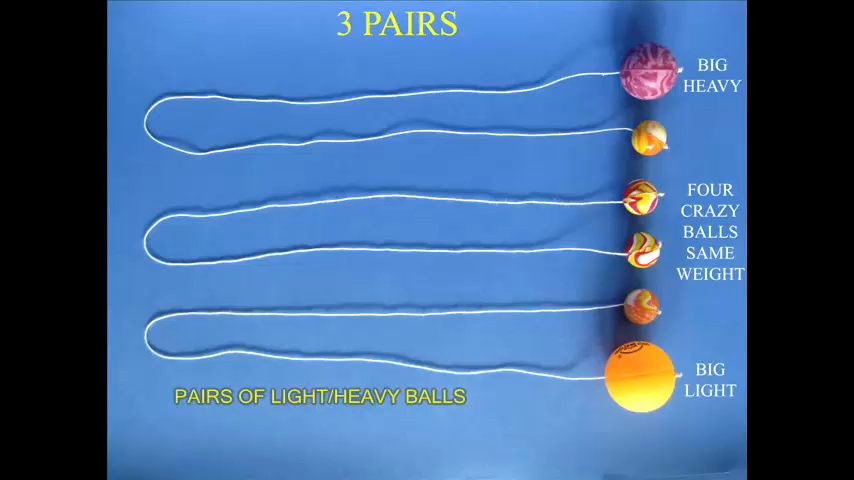 3 PAIRS
BIG
HEAVY
FOUR
CRAZY
BALLS
SAME
WEIGHT
BIG
LIGHT
PAIRS OF LIGHT/HEAVY BALLS